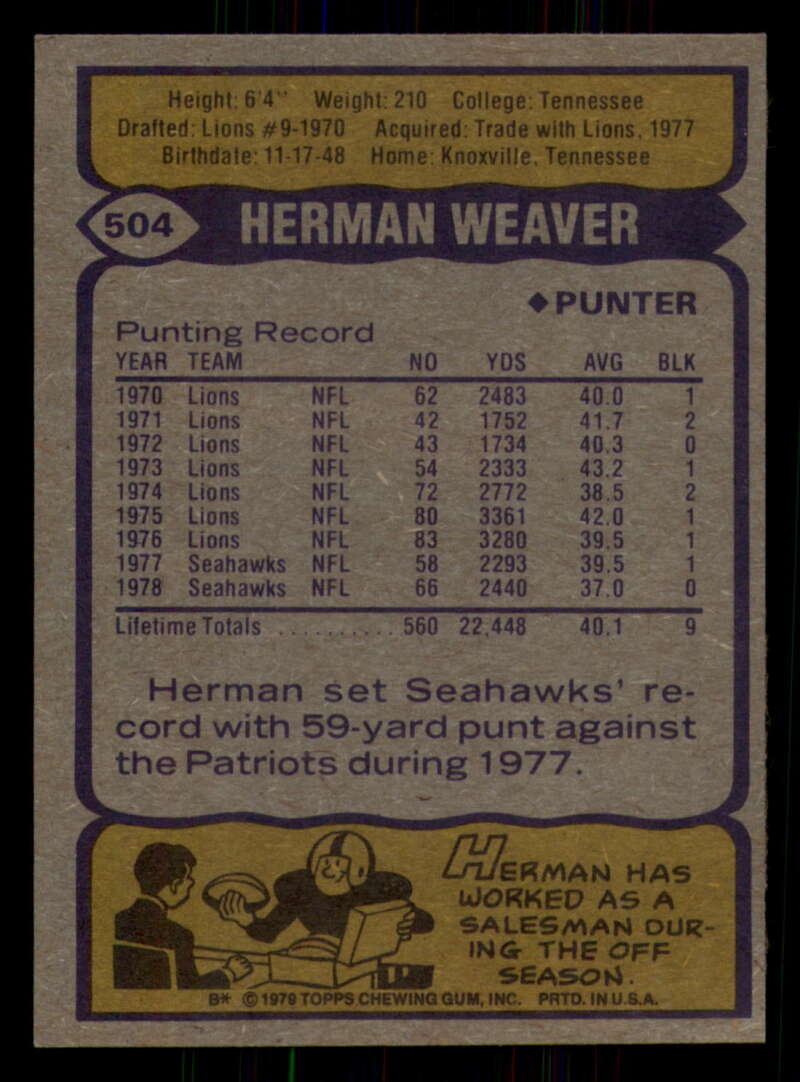 Height: 6'4" Weight: 210 College: Tennessee
Drafted: Lions #9-1970 Acquired: Trade with Lions, 1977
Birthdate: 11-17-48 Home: Knoxville, Tennessee
504 HERMAN WEAVER
◆PUNTER
Punting Record
YEAR TEAM NO YDS AVG BLK
1970 Lions NFL 62 2483 40.0 1
1971 Lions NFL 42 1752 41.7 2
1972 Lions NFL 43 1734 40.3 0
1973 Lions NFL 54 2333 43.2 1
1974 Lions NFL 72 2772 38.5 2
1975 Lions NFL 80 3361 42.0 1
1976 Lions NFL 83 3280 39.5 1
1977 Seahawks NFL 58 2293 39.5 1
1978 Seahawks NFL 66 2440 37.0 0
Lifetime Totals .......... 560 22,448 40.1 9
Herman set Seahawks' re-
cord with 59-yard punt against
the Patriots during 1977.
HERMAN HAS
WORKED AS A
SALESMAN DUR-
ING THE OFF
SEASON.
B* © 1979 TOPPS CHEWING GUM, INC. PRTD. IN U.S.A.